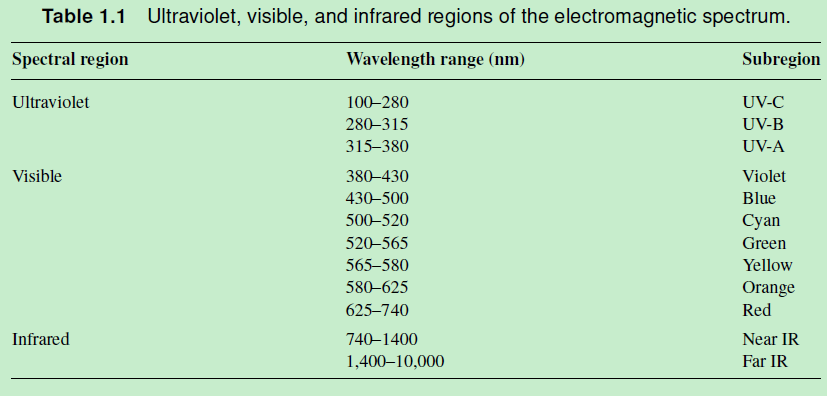 Table 1.1 Ultraviolet, visible, and infrared regions of the electromagnetic spectrum.
Spectral region Wavelength range (nm) Subregion
Ultraviolet 100–280 UV-C
280–315 UV-B
315–380 UV-A
Visible 380–430 Violet
430–500 Blue
500–520 Cyan
520–565 Green
565–580 Yellow
580–625 Orange
625–740 Red
Infrared 740–1400 Near IR
1,400–10,000 Far IR